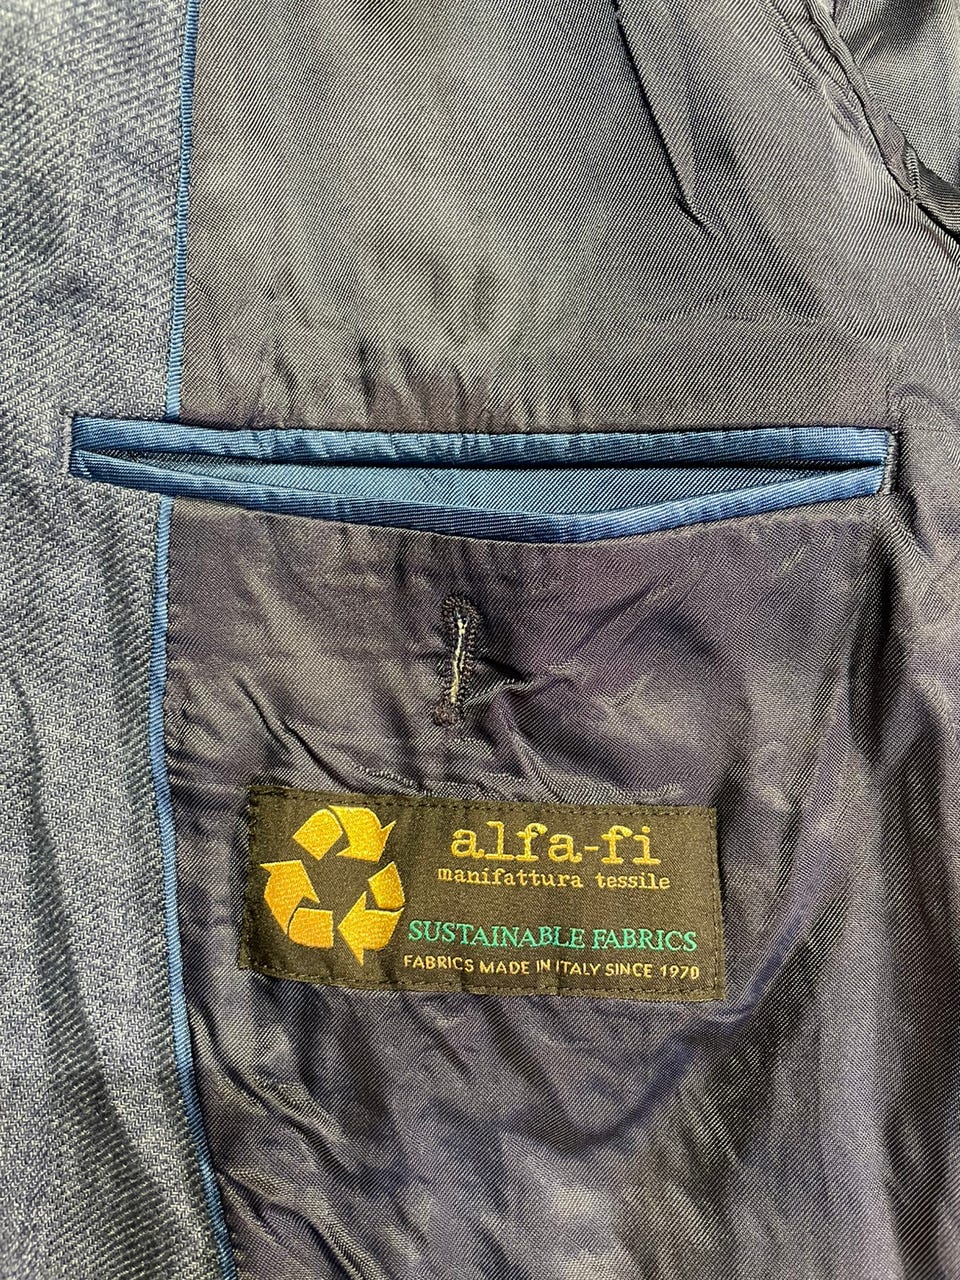 alfa-fi
manifattura tessile
SUSTAINABLE FABRICS
FABRICS MADE IN ITALY SINCE 1970